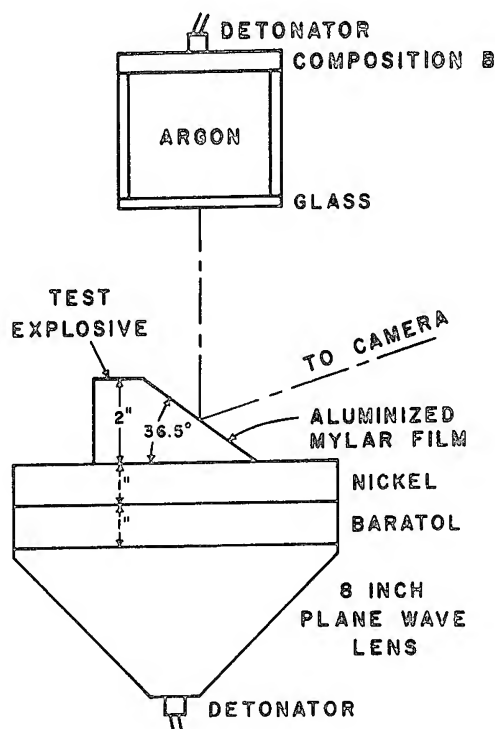 DETONATOR
COMPOSITION B
ARGON
GLASS
TEST
EXPLOSIVE
TO CAMERA
2"
36.5°
ALUMINIZED
MYLAR FILM
1"
NICKEL
1"
BARATOL
8 INCH
PLANE WAVE
LENS
DETONATOR